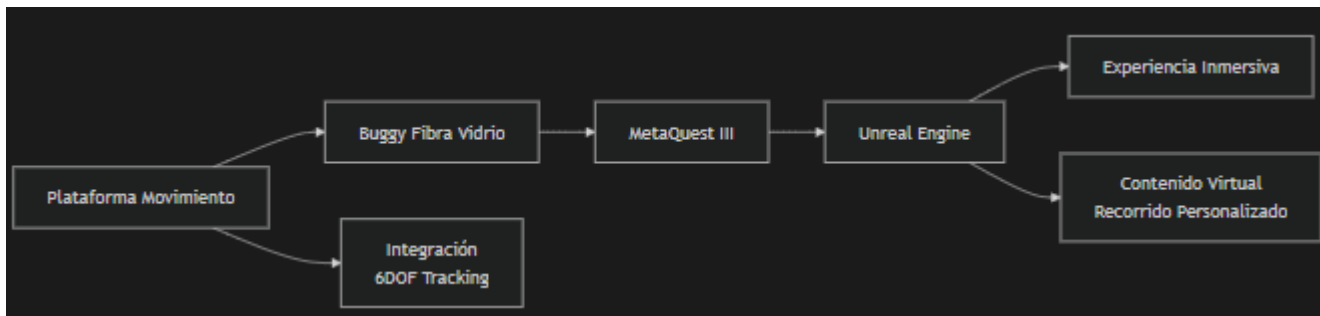 Experiencia Inmersiva
Buggy Fibra Vidrio
MetaQuest III
Unreal Engine
Plataforma Movimiento
Contenido Virtual
Recorrido Personalizado
Integración
6DOF Tracking